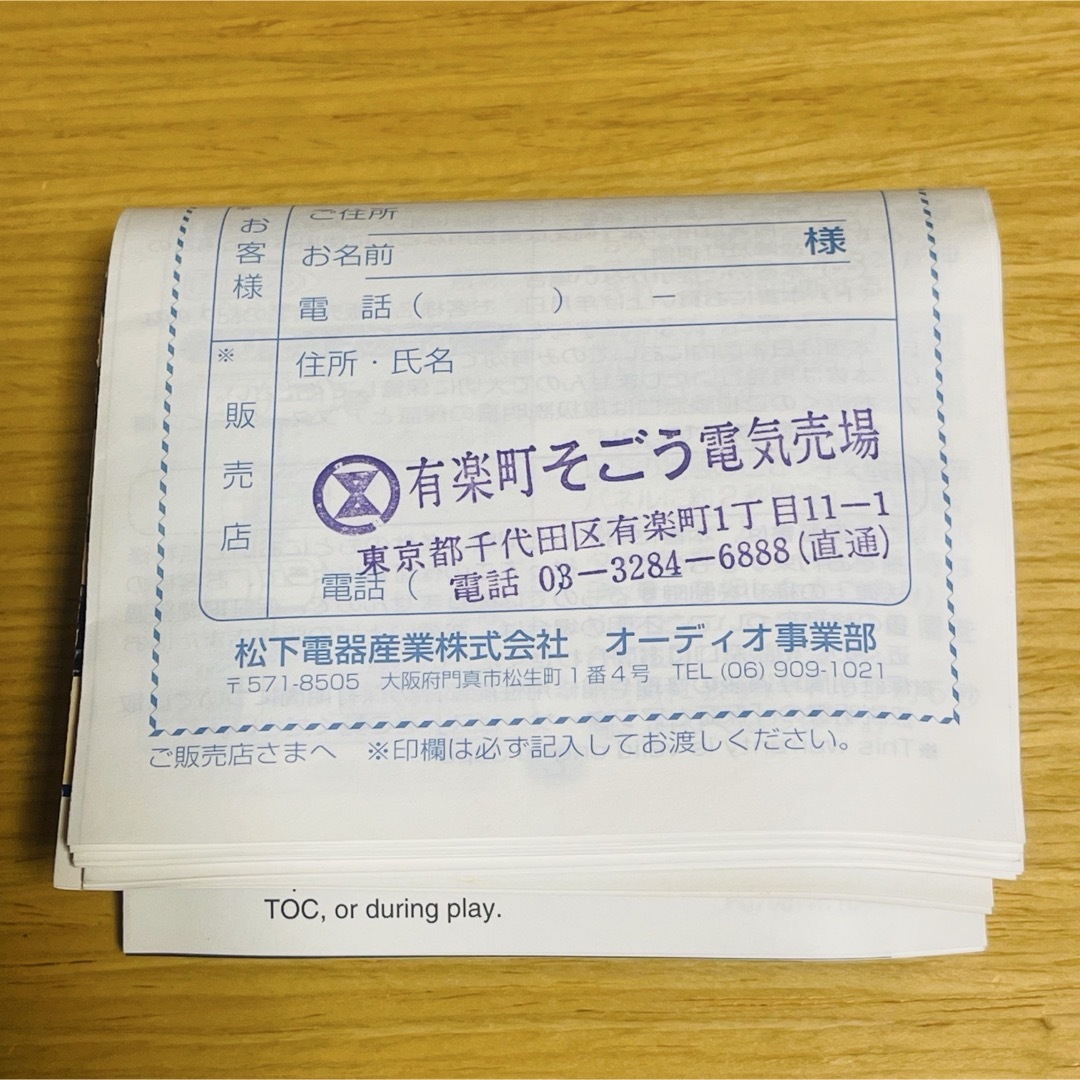 お客様
ご住所
お名前 様
電話 ( )
※販売店
住所・氏名
有楽町そごう電気売場
東京都千代田区有楽町1丁目11-1
電話 (
電話 03-3284-6888(直通)
松下電器産業株式会社 オーディオ事業部
〒571-8505 大阪府門真市松生町1番4号 TEL (06) 909-1021
ご販売店さまへ ※印欄は必ず記入してお渡しください。
TOC, or during play.